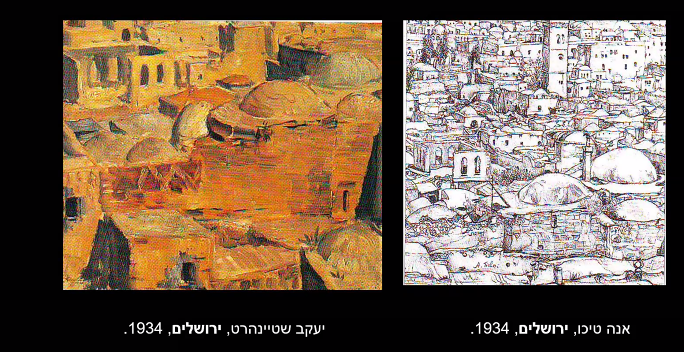 אנה טיכו, ירושלים, 1934.
יעקב שטיינהרט, ירושלים, 1934.